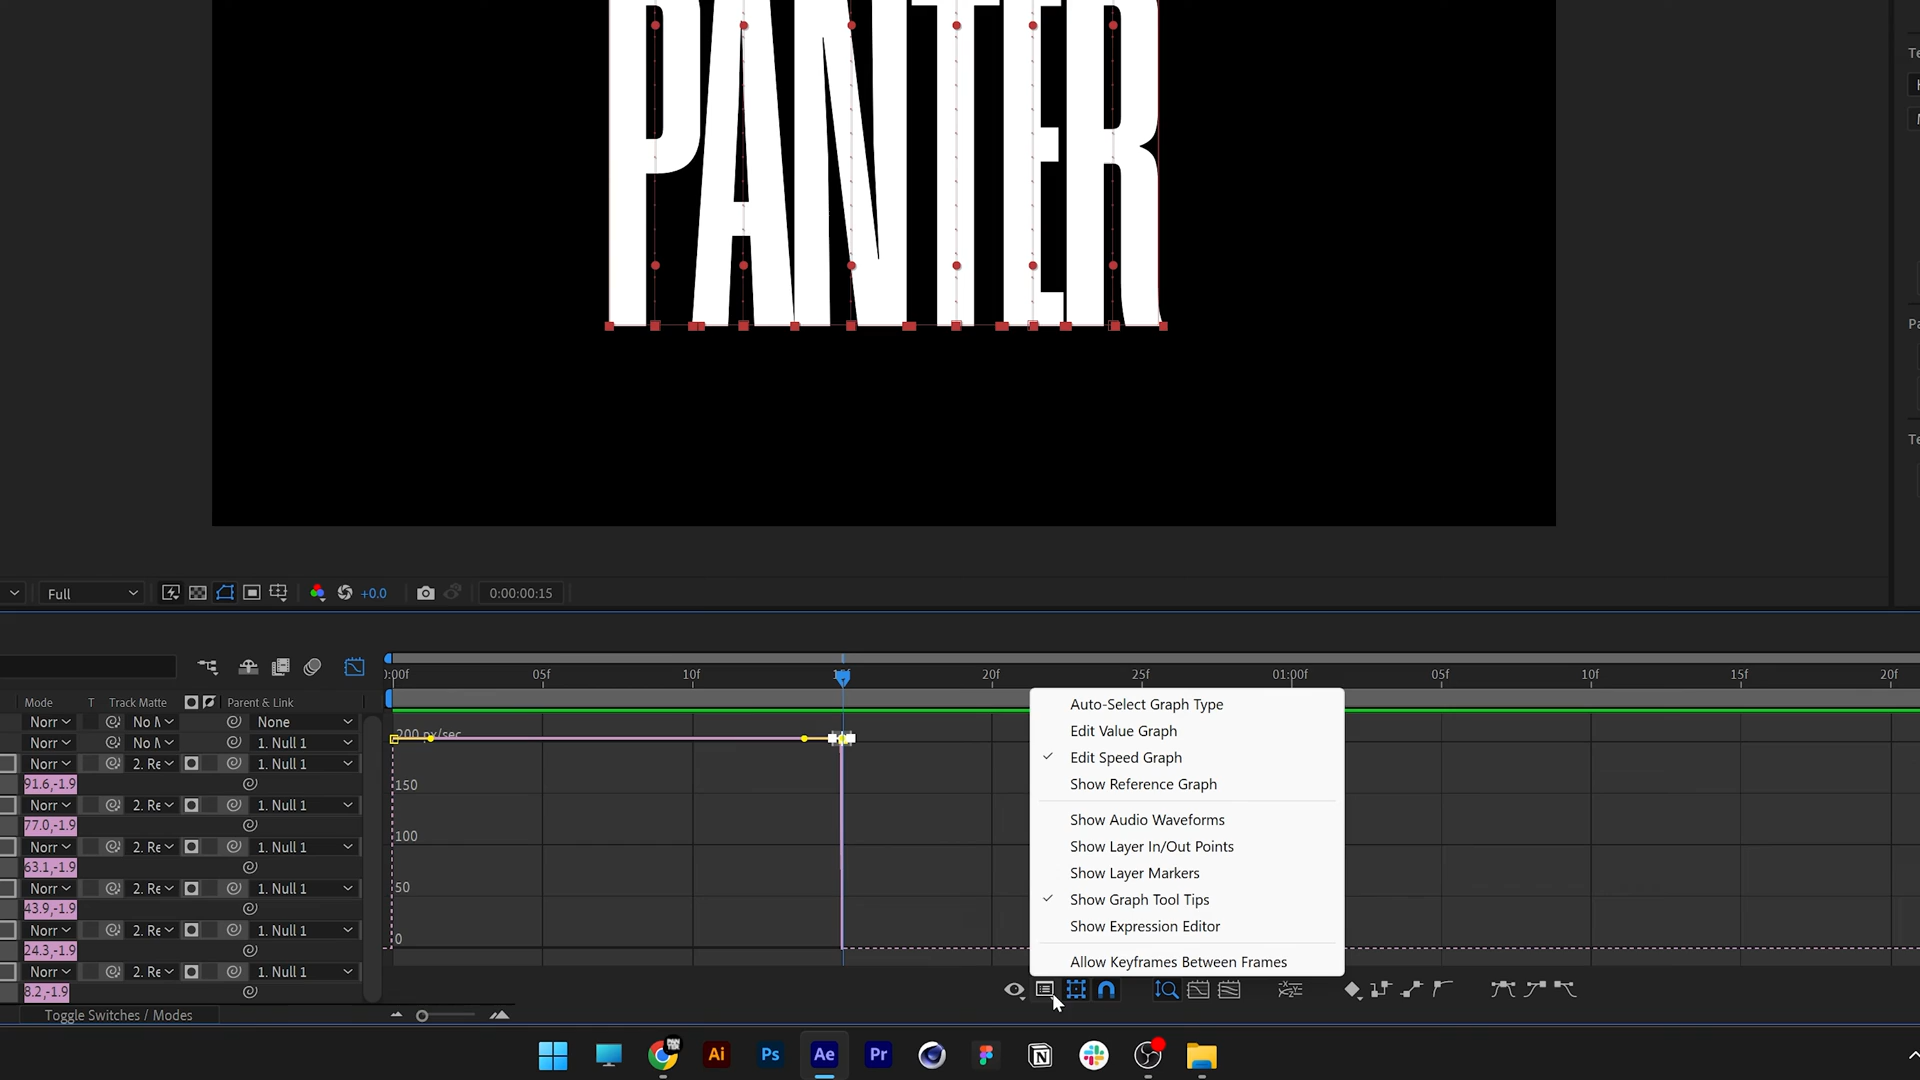 PANTER
Te
Full
+0.0
0:00:00:15
Pa
Te
Mode T Track Matte Parent & Link
:00f 05f 10f 20f 25f 01:00f 05f 10f 15f 20f
Norr No M None
Norr No M 1. Null 1
Norr 2. Re 1. Null 1
91.6,-1.9
Norr 2. Re 1. Null 1
77.0,-1.9
Norr 2. Re 1. Null 1
63.1,-1.9
Norr 2. Re 1. Null 1
43.9,-1.9
Norr 2. Re 1. Null 1
24.3,-1.9
Norr 2. Re 1. Null 1
8.2,-1.9
Toggle Switches / Modes
200 px/sec
150
100
50
0
Auto-Select Graph Type
Edit Value Graph
Edit Speed Graph
Show Reference Graph
Show Audio Waveforms
Show Layer In/Out Points
Show Layer Markers
Show Graph Tool Tips
Show Expression Editor
Allow Keyframes Between Frames
Ai Ps Ae Pr